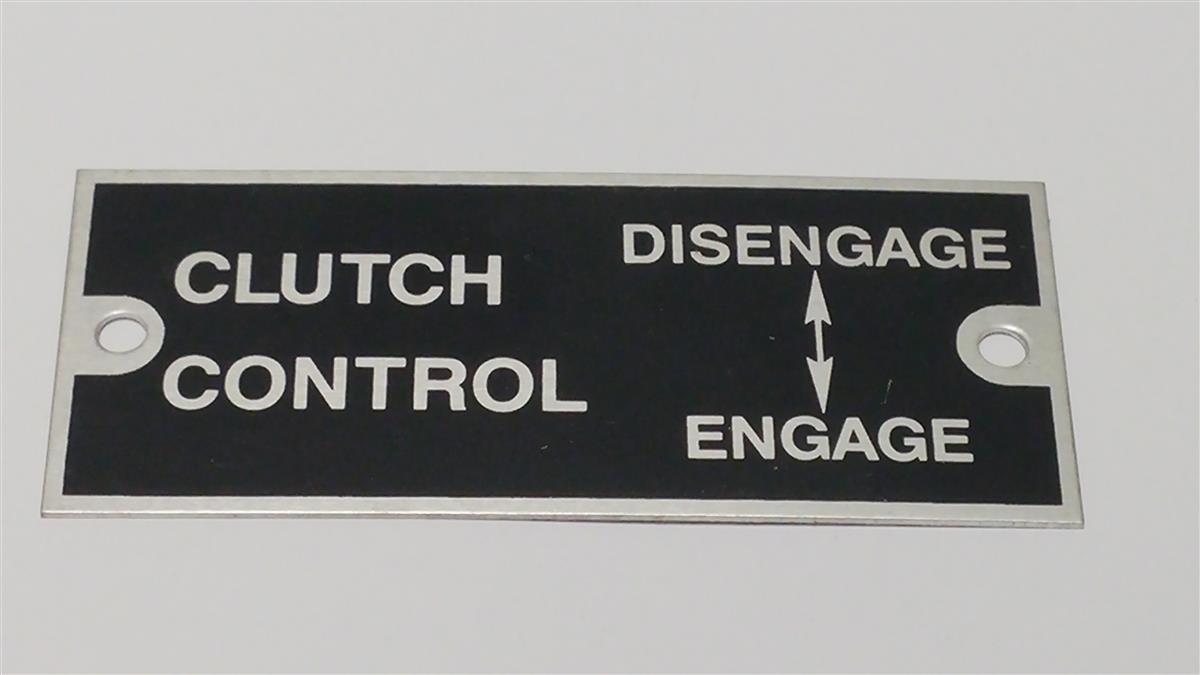 CLUTCH
CONTROL
DISENGAGE
ENGAGE